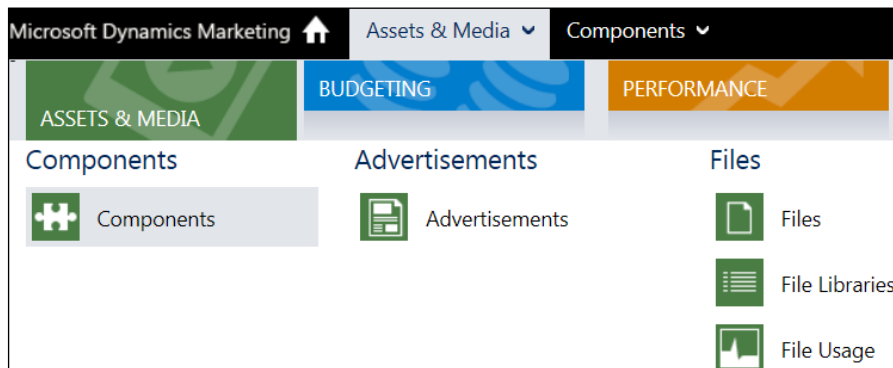 Microsoft Dynamics Marketing Assets & Media Components
ASSETS & MEDIA BUDGETING PERFORMANCE
Components Advertisements Files
Components Advertisements Files
File Libraries
File Usage